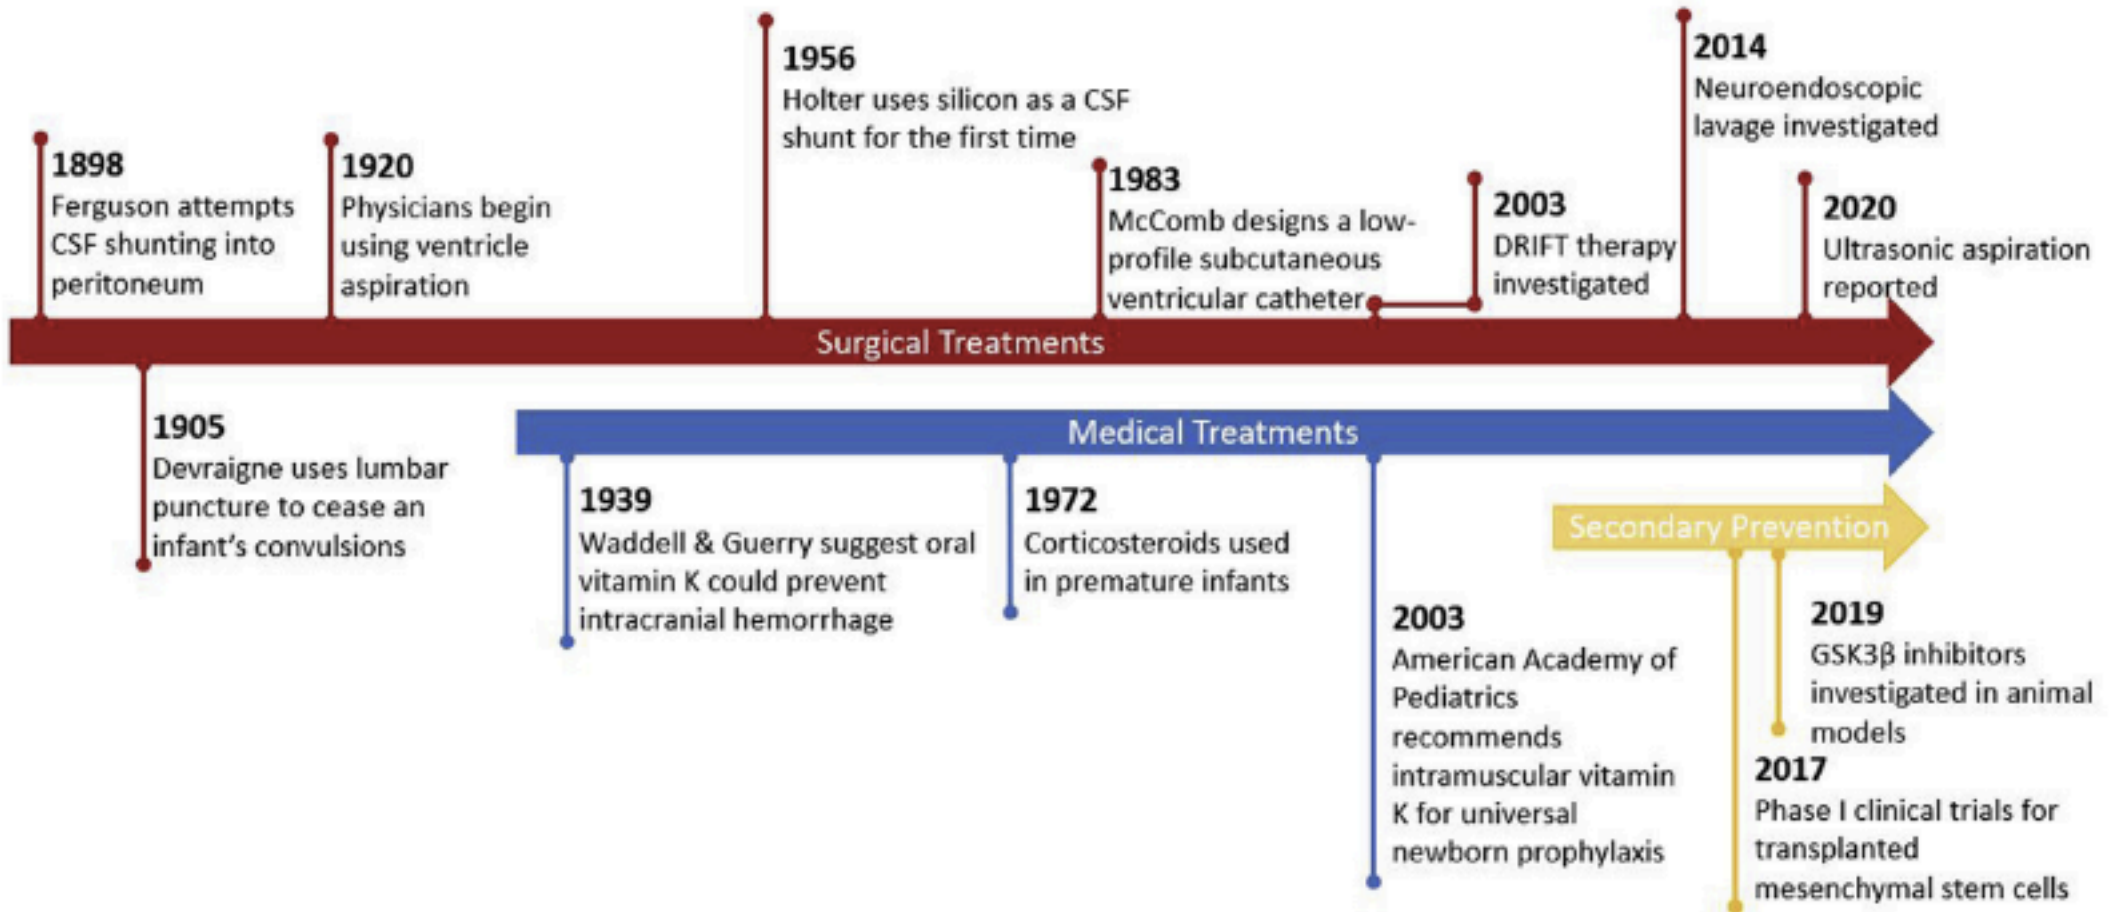 1898
Ferguson attempts
CSF shunting into
peritoneum
1920
Physicians begin
using ventricle
aspiration
1956
Holter uses silicon as a CSF
shunt for the first time
1983
McComb designs a low-
profile subcutaneous
ventricular catheter
2003
DRIFT therapy
investigated
2014
Neuroendoscopic
lavage investigated
2020
Ultrasonic aspiration
reported
Surgical Treatments
1905
Devraigne uses lumbar
puncture to cease an
infant's convulsions
Medical Treatments
1939
Waddell & Guerry suggest oral
vitamin K could prevent
intracranial hemorrhage
1972
Corticosteroids used
in premature infants
2003
American Academy of
Pediatrics
recommends
intramuscular vitamin
K for universal
newborn prophylaxis
Secondary Prevention
2019
GSK3β inhibitors
investigated in animal
models
2017
Phase I clinical trials for
transplanted
mesenchymal stem cells